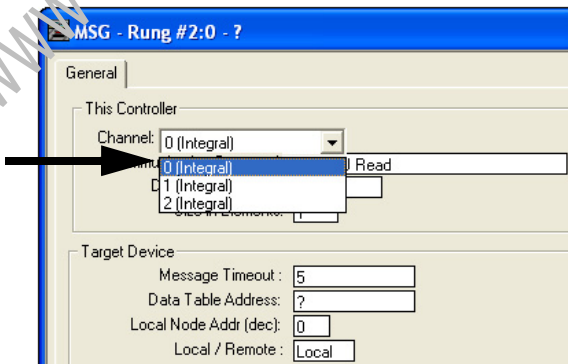 MSG - Rung #2:0 - ?
General
This Controller
Channel: 0 (Integral)
0 (Integral)
Read
1 (Integral)
2 (Integral)
Target Device
Message Timeout : 5
Data Table Address: ?
Local Node Addr (dec): 0
Local / Remote : Local